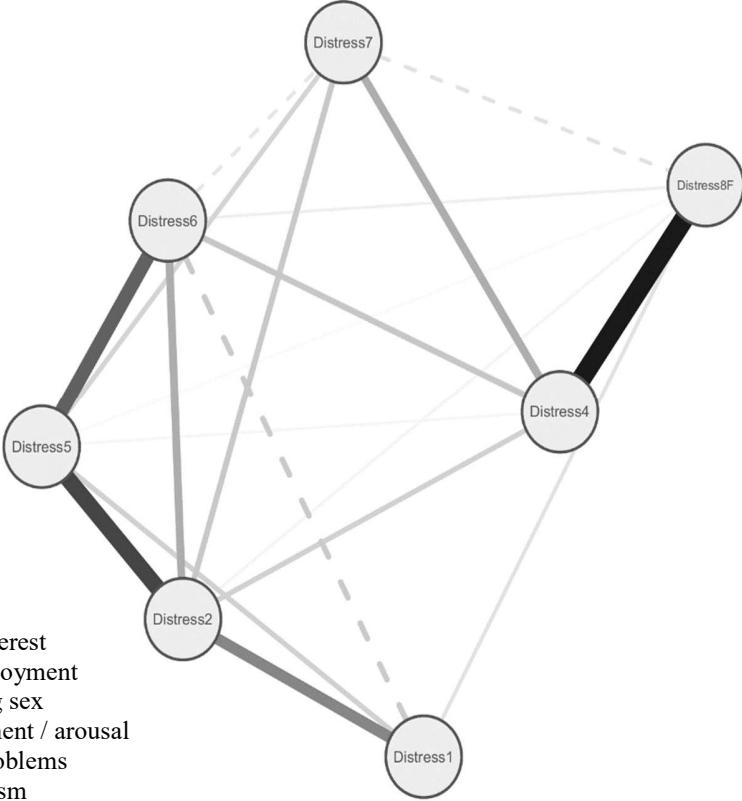 Distress7
Distress8F
Distress6
Distress4
Distress5
Distress2
erest
oyment
sex
ent / arousal
oblems
sm
Distress1